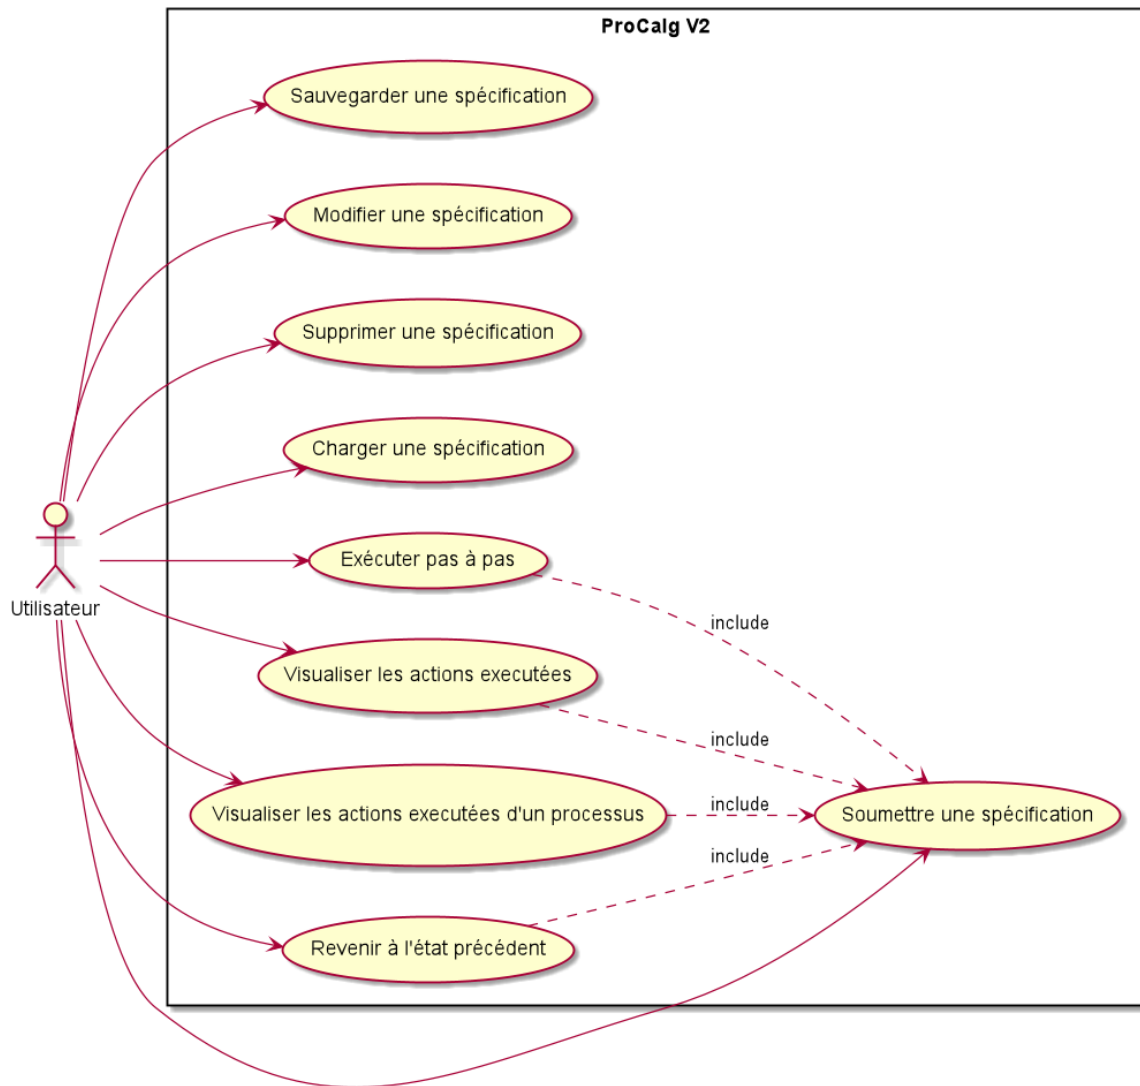 ProCalg V2
Sauvegarder une spécification
Modifier une spécification
Supprimer une spécification
Charger une spécification
Exécuter pas à pas
Utilisateur
include
Visualiser les actions executées
include
Visualiser les actions executées d'un processus
include
Soumettre une spécification
include
Revenir à l'état précédent